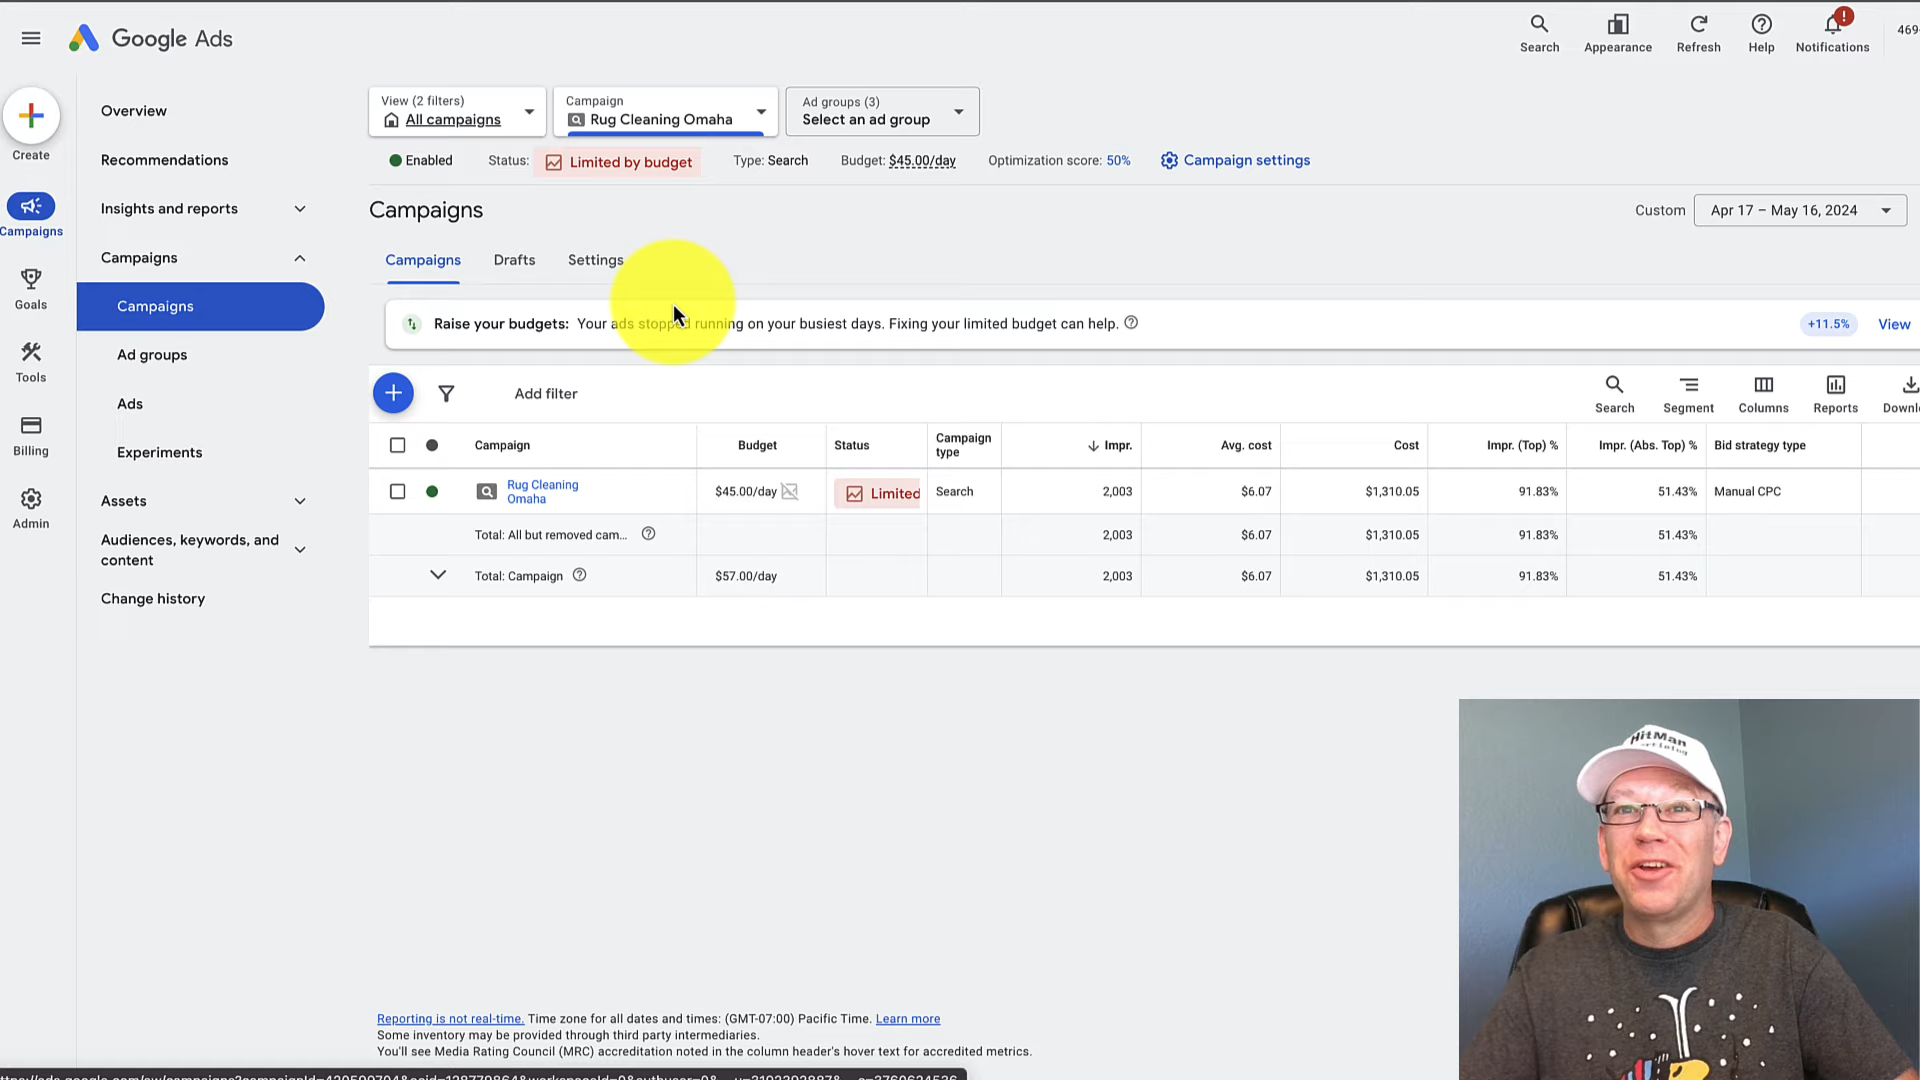 Google Ads
Search
Appearance
Refresh
Help
Notifications
!
469-
Create
Campaigns
Goals
Tools
Billing
Admin
Overview
Recommendations
Insights and reports
Campaigns
Campaigns
Ad groups
Ads
Experiments
Assets
Audiences, keywords, and
content
Change history
View (2 filters)
All campaigns
Campaign
Rug Cleaning Omaha
Ad groups (3)
Select an ad group
Enabled
Status:
Limited by budget
Type: Search
Budget: $45.00/day
Optimization score: 50%
Campaign settings
Campaigns
Custom
Apr 17 – May 16, 2024
Campaigns
Drafts
Settings
Raise your budgets: Your ads stopped running on your busiest days. Fixing your limited budget can help.
+11.5%
View
Add filter
Search
Segment
Columns
Reports
Downlo
Campaign
Budget
Status
Campaign
type
Impr.
Avg. cost
Cost
Impr. (Top) %
Impr. (Abs. Top) %
Bid strategy type
Rug Cleaning
Omaha
$45.00/day
Limited
Search
2,003
$6.07
$1,310.05
91.83%
51.43%
Manual CPC
Total: All but removed cam...
2,003
$6.07
$1,310.05
91.83%
51.43%
Total: Campaign
$57.00/day
2,003
$6.07
$1,310.05
91.83%
51.43%
HitMan
Reporting is not real-time. Time zone for all dates and times: (GMT-07:00) Pacific Time. Learn more
Some inventory may be provided through third party intermediaries.
You'll see Media Rating Council (MRC) accreditation noted in the column header's hover text for accredited metrics.